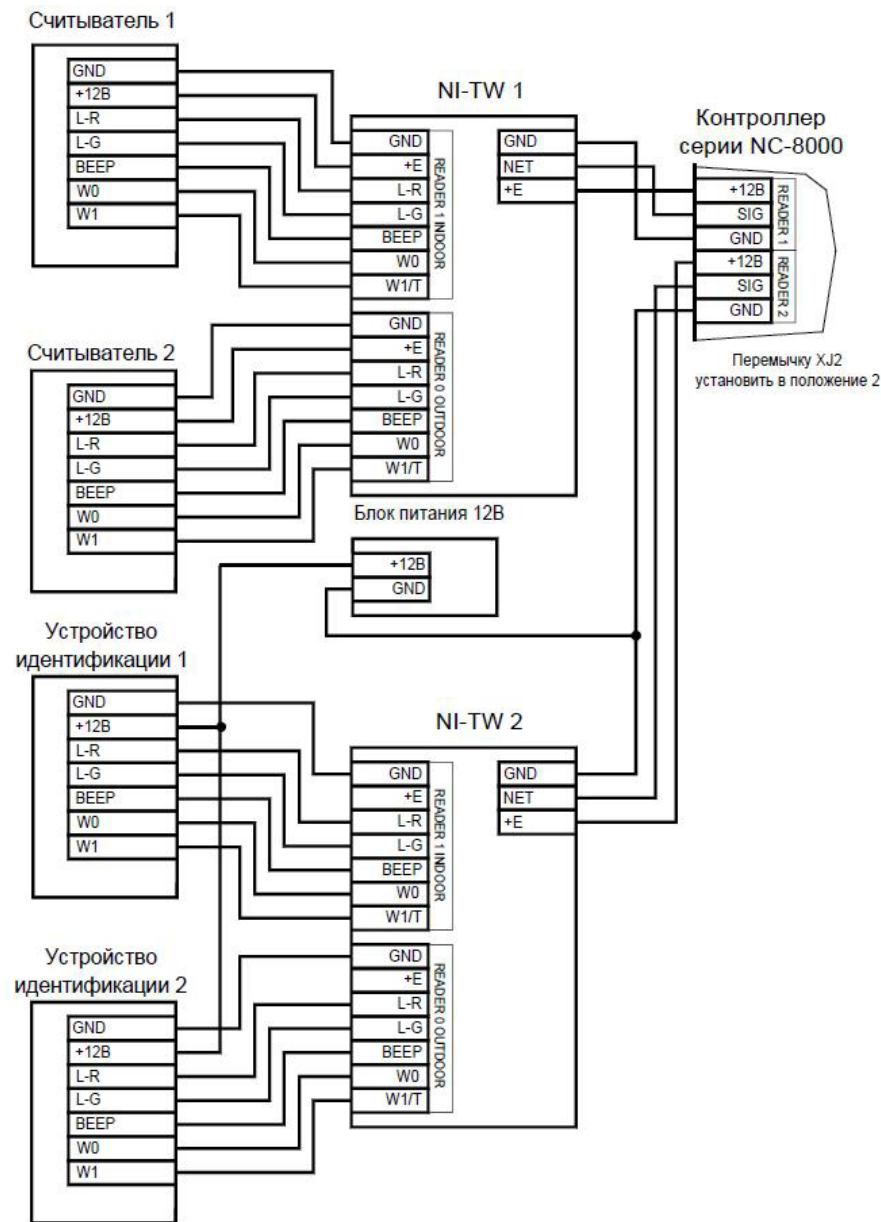 Считыватель 1
GND
+12В
L-R
L-G
BEEP
W0
W1
NI-TW 1
GND
+E
L-R
L-G
BEEP
W0
W1/T
READER 1 INDOOR
GND
+E
L-R
L-G
BEEP
W0
W1/T
READER 0 OUTDOOR
GND
NET
+E
Контроллер
серии NC-8000
+12В
SIG
GND
READER 1
+12В
SIG
GND
READER 2
Перемычку XJ2
установить в положение 2
Считыватель 2
GND
+12В
L-R
L-G
BEEP
W0
W1
Блок питания 12В
+12В
GND
Устройство
идентификации 1
GND
+12В
L-R
L-G
BEEP
W0
W1
NI-TW 2
GND
+E
L-R
L-G
BEEP
W0
W1/T
READER 1 INDOOR
GND
+E
L-R
L-G
BEEP
W0
W1/T
READER 0 OUTDOOR
GND
NET
+E
Устройство
идентификации 2
GND
+12В
L-R
L-G
BEEP
W0
W1